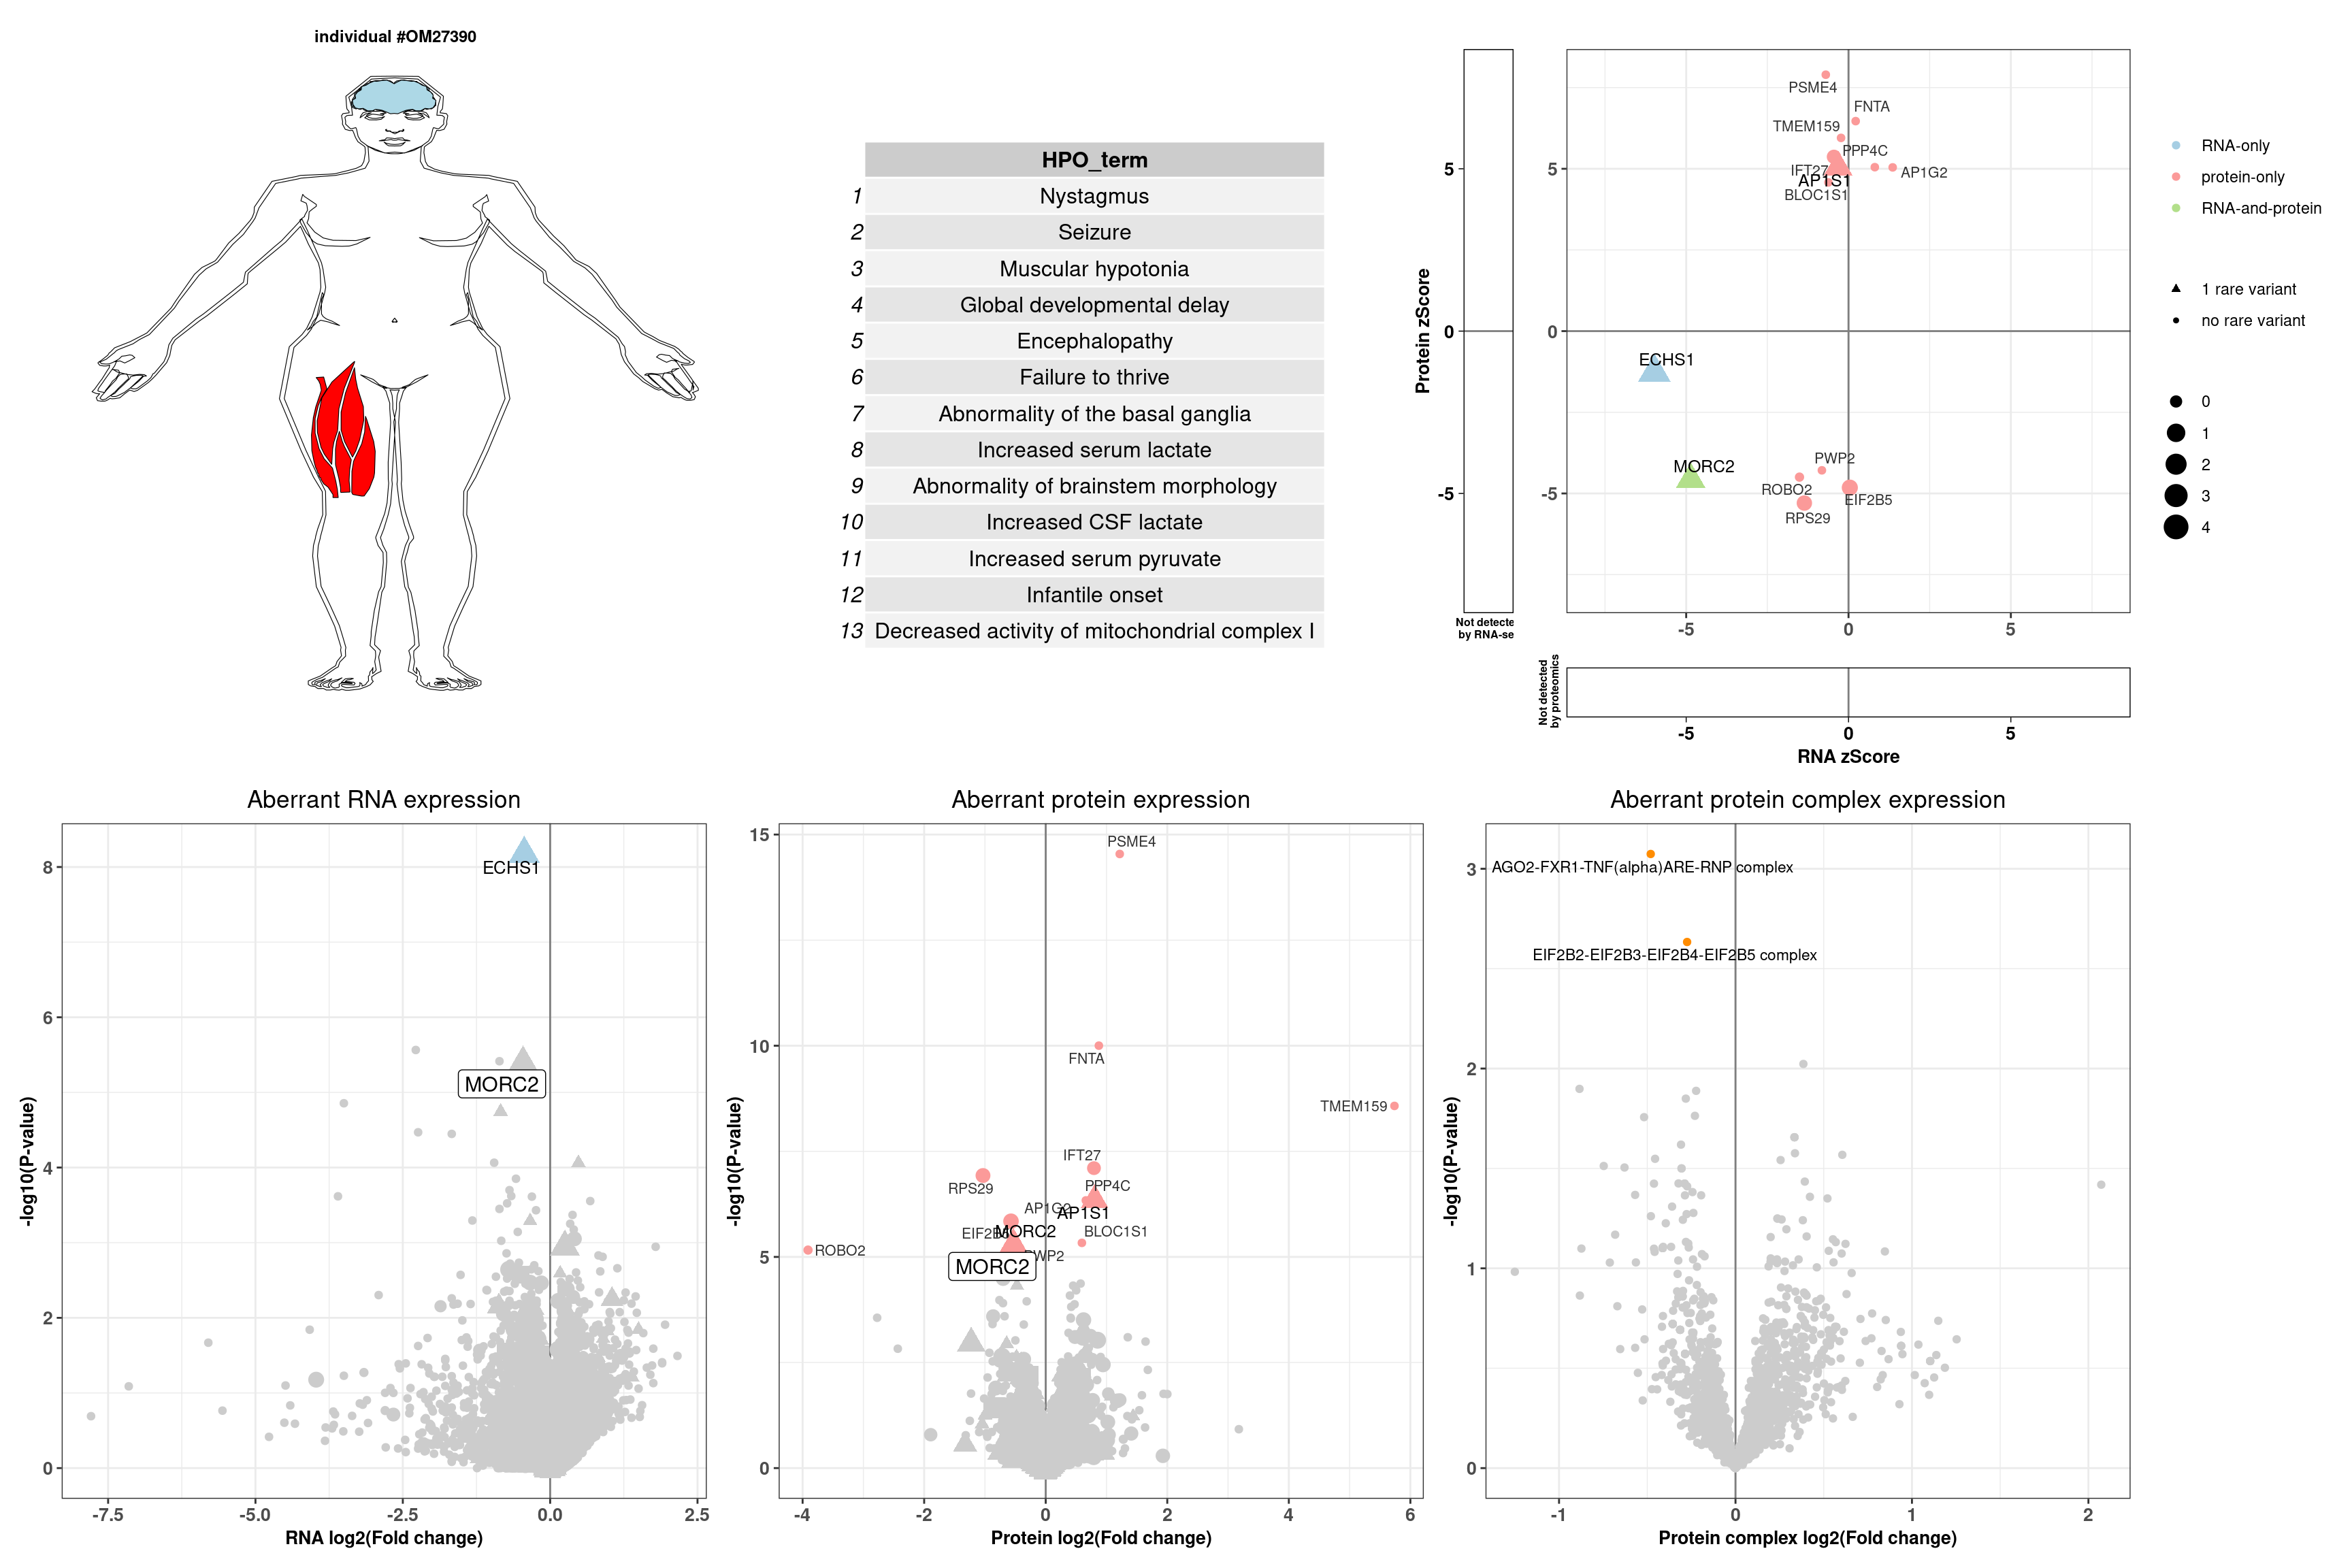 individual #OM27390
HPO_term
1 Nystagmus
2 Seizure
3 Muscular hypotonia
4 Global developmental delay
5 Encephalopathy
6 Failure to thrive
7 Abnormality of the basal ganglia
8 Increased serum lactate
9 Abnormality of brainstem morphology
10 Increased CSF lactate
11 Increased serum pyruvate
12 Infantile onset
13 Decreased activity of mitochondrial complex I
Protein zScore
5
0
-5
Not detecte
by RNA-se
5
0
-5
PSME4
FNTA
TMEM159
PPP4C
IFT27
AP1G2
AP1S1
BLOC1S1
ECHS1
MORC2
PWP2
ROBO2
EIF2B5
RPS29
-5 0 5
Not detected
by proteomics
-5 0 5
RNA zScore
RNA-only
protein-only
RNA-and-protein
1 rare variant
no rare variant
0
1
2
3
4
Aberrant RNA expression
-log10(P-value)
8
6
4
2
0
ECHS1
MORC2
-7.5 -5.0 -2.5 0.0 2.5
RNA log2(Fold change)
Aberrant protein expression
-log10(P-value)
15
10
5
0
PSME4
FNTA
TMEM159
IFT27
RPS29
PPP4C
AP1G2
AP1S1
EIF2B5
MORC2
BLOC1S1
ROBO2
PWP2
MORC2
-4 -2 0 2 4 6
Protein log2(Fold change)
Aberrant protein complex expression
-log10(P-value)
3
2
1
0
AGO2-FXR1-TNF(alpha)ARE-RNP complex
EIF2B2-EIF2B3-EIF2B4-EIF2B5 complex
-1 0 1 2
Protein complex log2(Fold change)